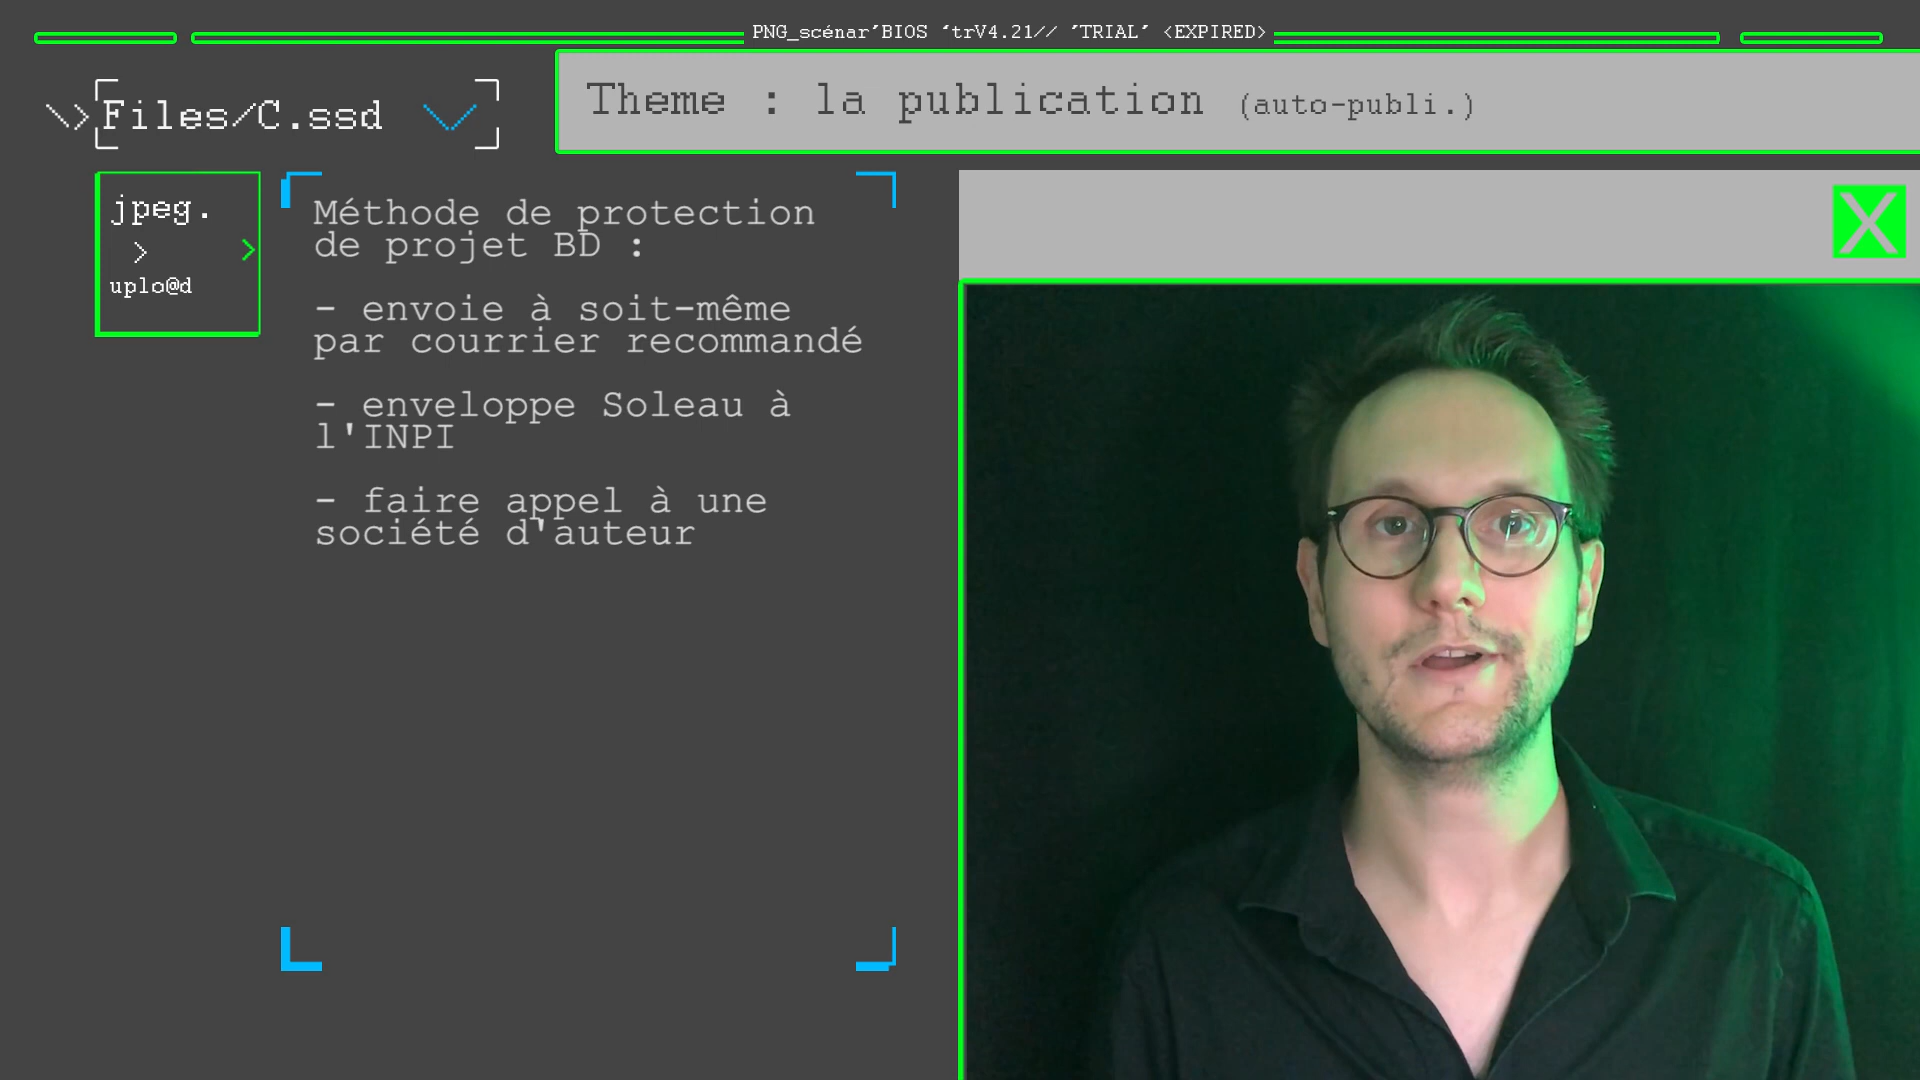 PNG_scénar´BIOS ‘trV4.21// ´TRIAL´ <EXPIRED>
\> Files/C.ssd
Theme : la publication (auto-publi.)
jpeg.
> >
uplo@d
Méthode de protection
de projet BD :
- envoie à soit-même
par courrier recommandé
- enveloppe Soleau à
l'INPI
- faire appel à une
société d'auteur
X